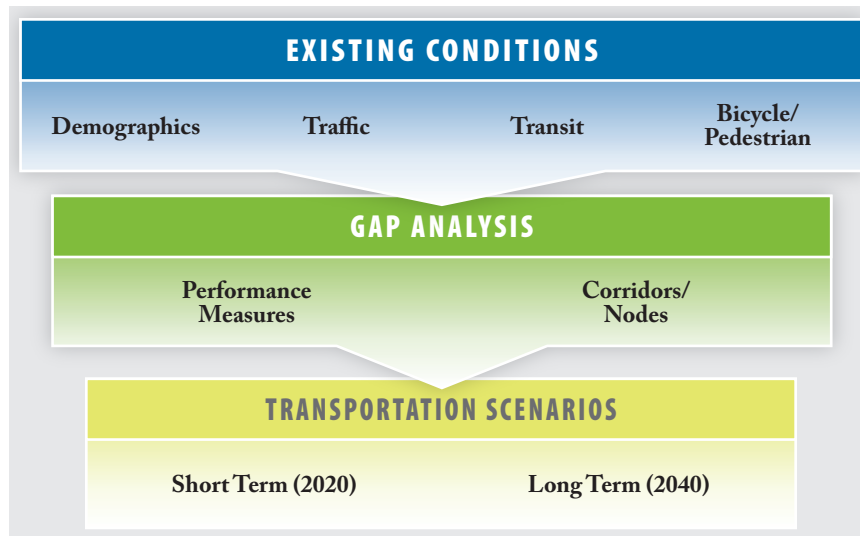 EXISTING CONDITIONS
Demographics
Traffic
Transit
Bicycle/
Pedestrian
GAP ANALYSIS
Performance
Measures
Corridors/
Nodes
TRANSPORTATION SCENARIOS
Short Term (2020)
Long Term (2040)